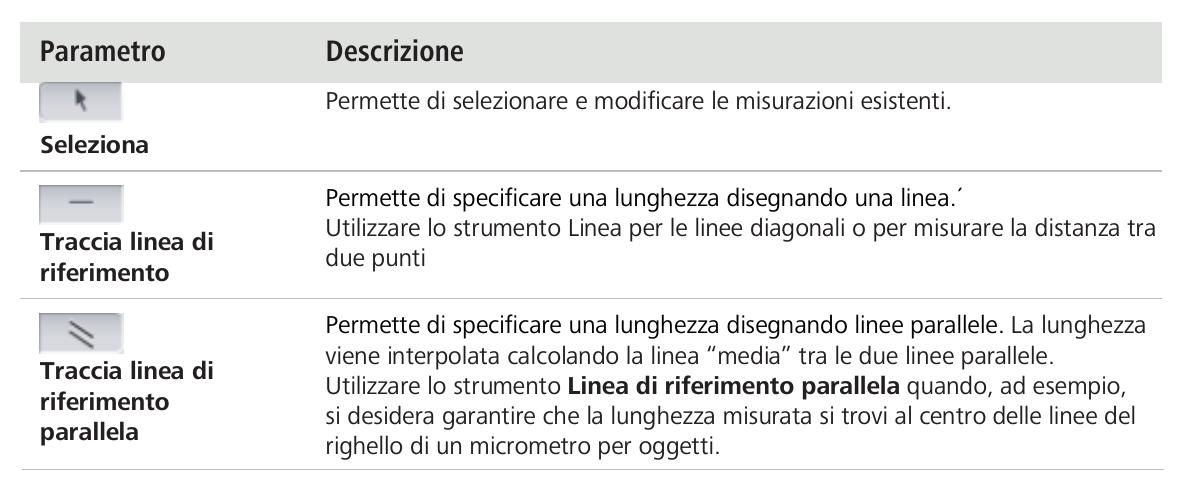 Parametro Descrizione
Permette di selezionare e modificare le misurazioni esistenti.
Seleziona
Permette di specificare una lunghezza disegnando una linea.´
Utilizzare lo strumento Linea per le linee diagonali o per misurare la distanza tra
due punti
Traccia linea di
riferimento
Permette di specificare una lunghezza disegnando linee parallele. La lunghezza
viene interpolata calcolando la linea “media” tra le due linee parallele.
Utilizzare lo strumento Linea di riferimento parallela quando, ad esempio,
si desidera garantire che la lunghezza misurata si trovi al centro delle linee del
righello di un micrometro per oggetti.
Traccia linea di
riferimento
parallela